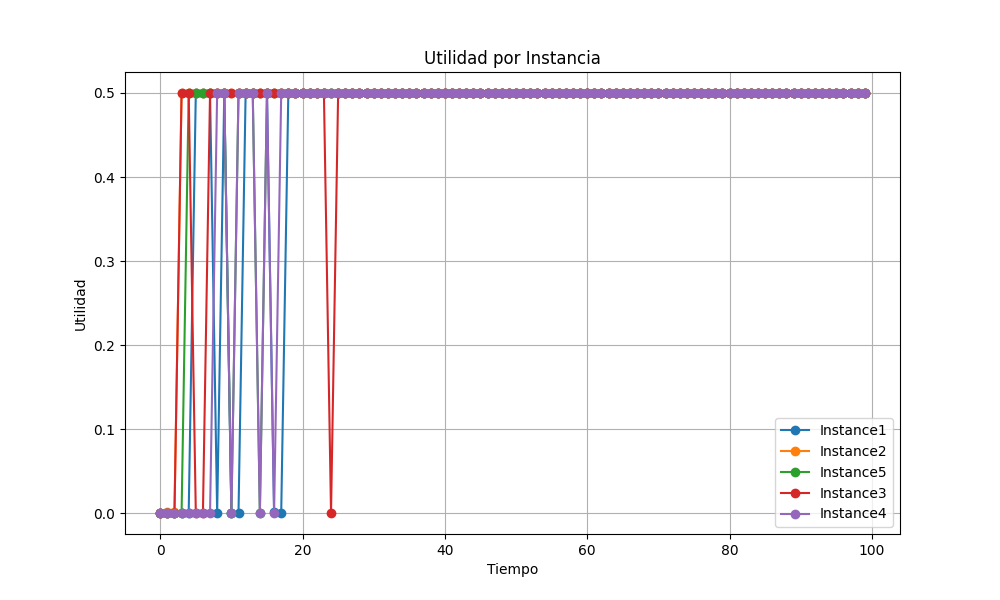 Utilidad por Instancia
Utilidad
0.5
0.4
0.3
0.2
0.1
0.0
Instance1
Instance2
Instance5
Instance3
Instance4
0 20 40 60 80 100
Tiempo